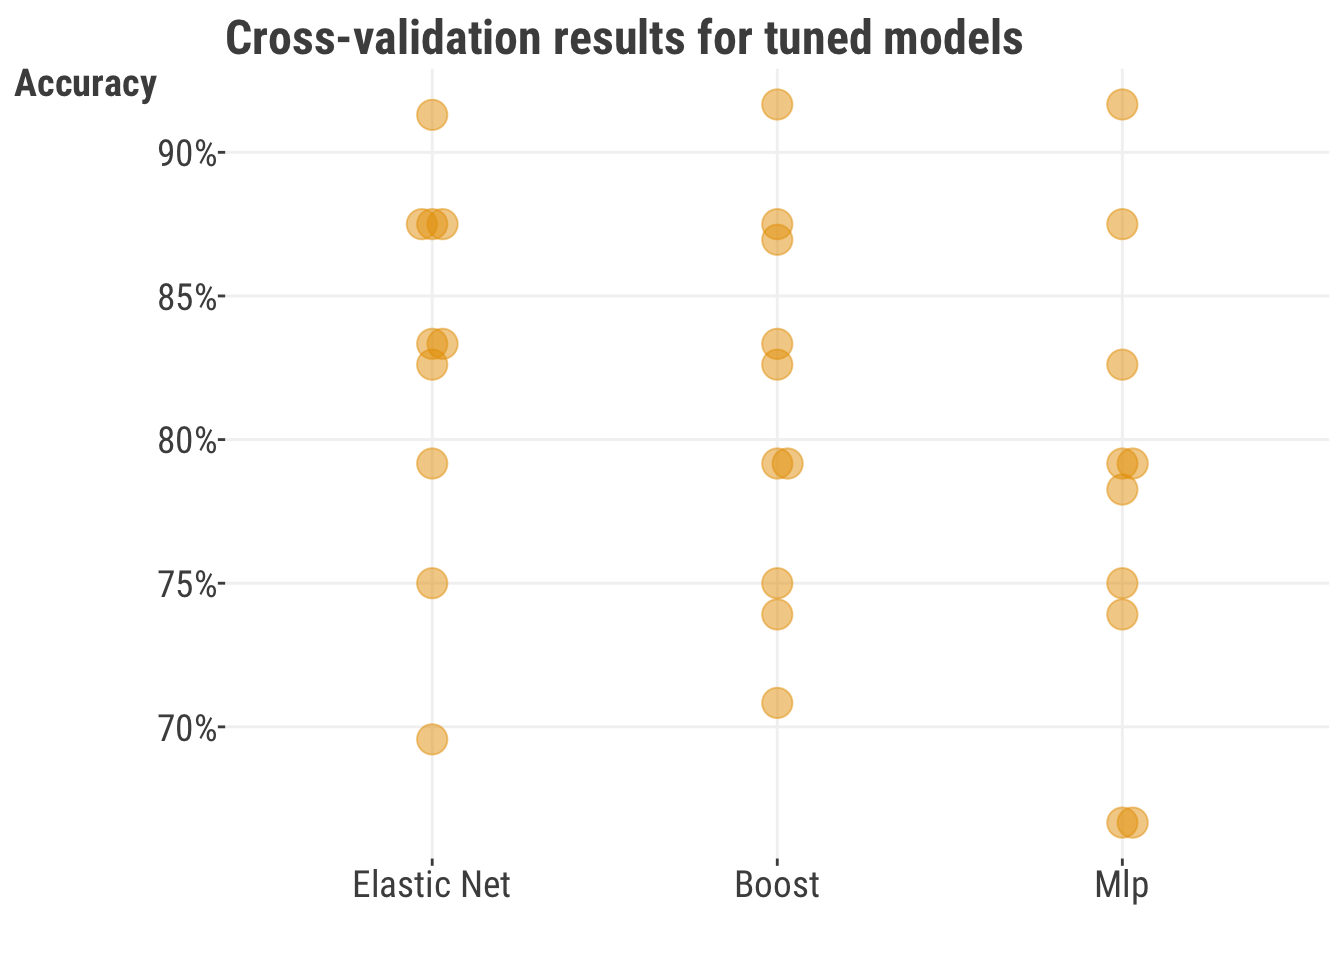 Cross-validation results for tuned models
Accuracy
90%
85%
80%
75%
70%
Elastic Net
Boost
Mlp